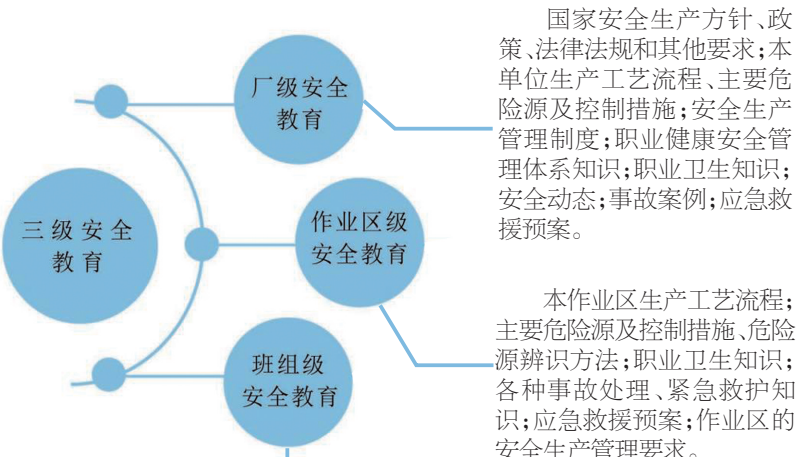 三级安全
教育
厂级安全
教育
作业区级
安全教育
班组级
安全教育
国家安全生产方针、政
策、法律法规和其他要求；本
单位生产工艺流程、主要危
险源及控制措施；安全生产
管理制度；职业健康安全管
理体系知识；职业卫生知识；
安全动态；事故案例；应急救
援预案。
本作业区生产工艺流程；
主要危险源及控制措施、危险
源辨识方法；职业卫生知识；
各种事故处理、紧急救护知
识；应急救援预案；作业区的
安全生产管理要求。